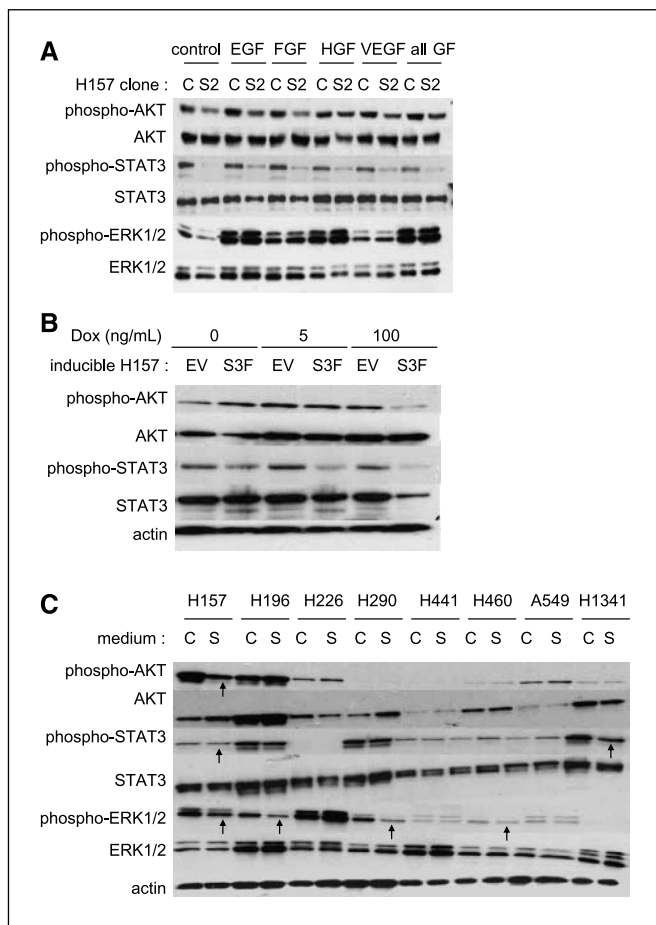 A
control EGF FGF HGF VEGF all GF
H157 clone : C S2 C S2 C S2 C S2 C S2 C S2
phospho-AKT
AKT
phospho-STAT3
STAT3
phospho-ERK1/2
ERK1/2
B
Dox (ng/mL) 0 5 100
inducible H157 : EV S3F EV S3F EV S3F
phospho-AKT
AKT
phospho-STAT3
STAT3
actin
C
H157 H196 H226 H290 H441 H460 A549 H1341
medium : C S C S C S C S C S C S C S C S
phospho-AKT
AKT
phospho-STAT3
STAT3
phospho-ERK1/2
ERK1/2
actin